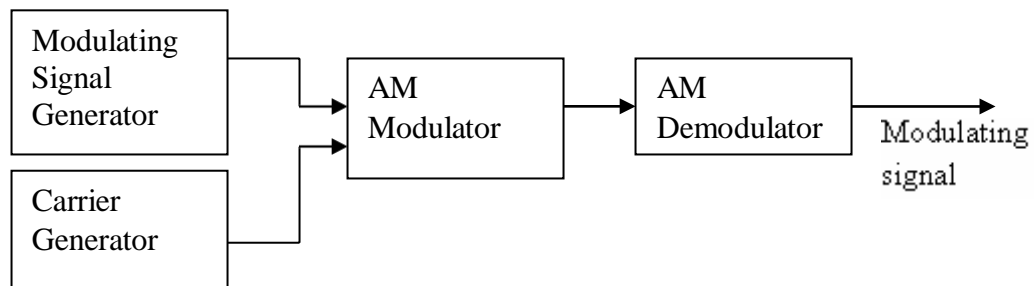 Modulating
Signal
Generator
AM
Modulator
AM
Demodulator
Modulating
signal
Carrier
Generator